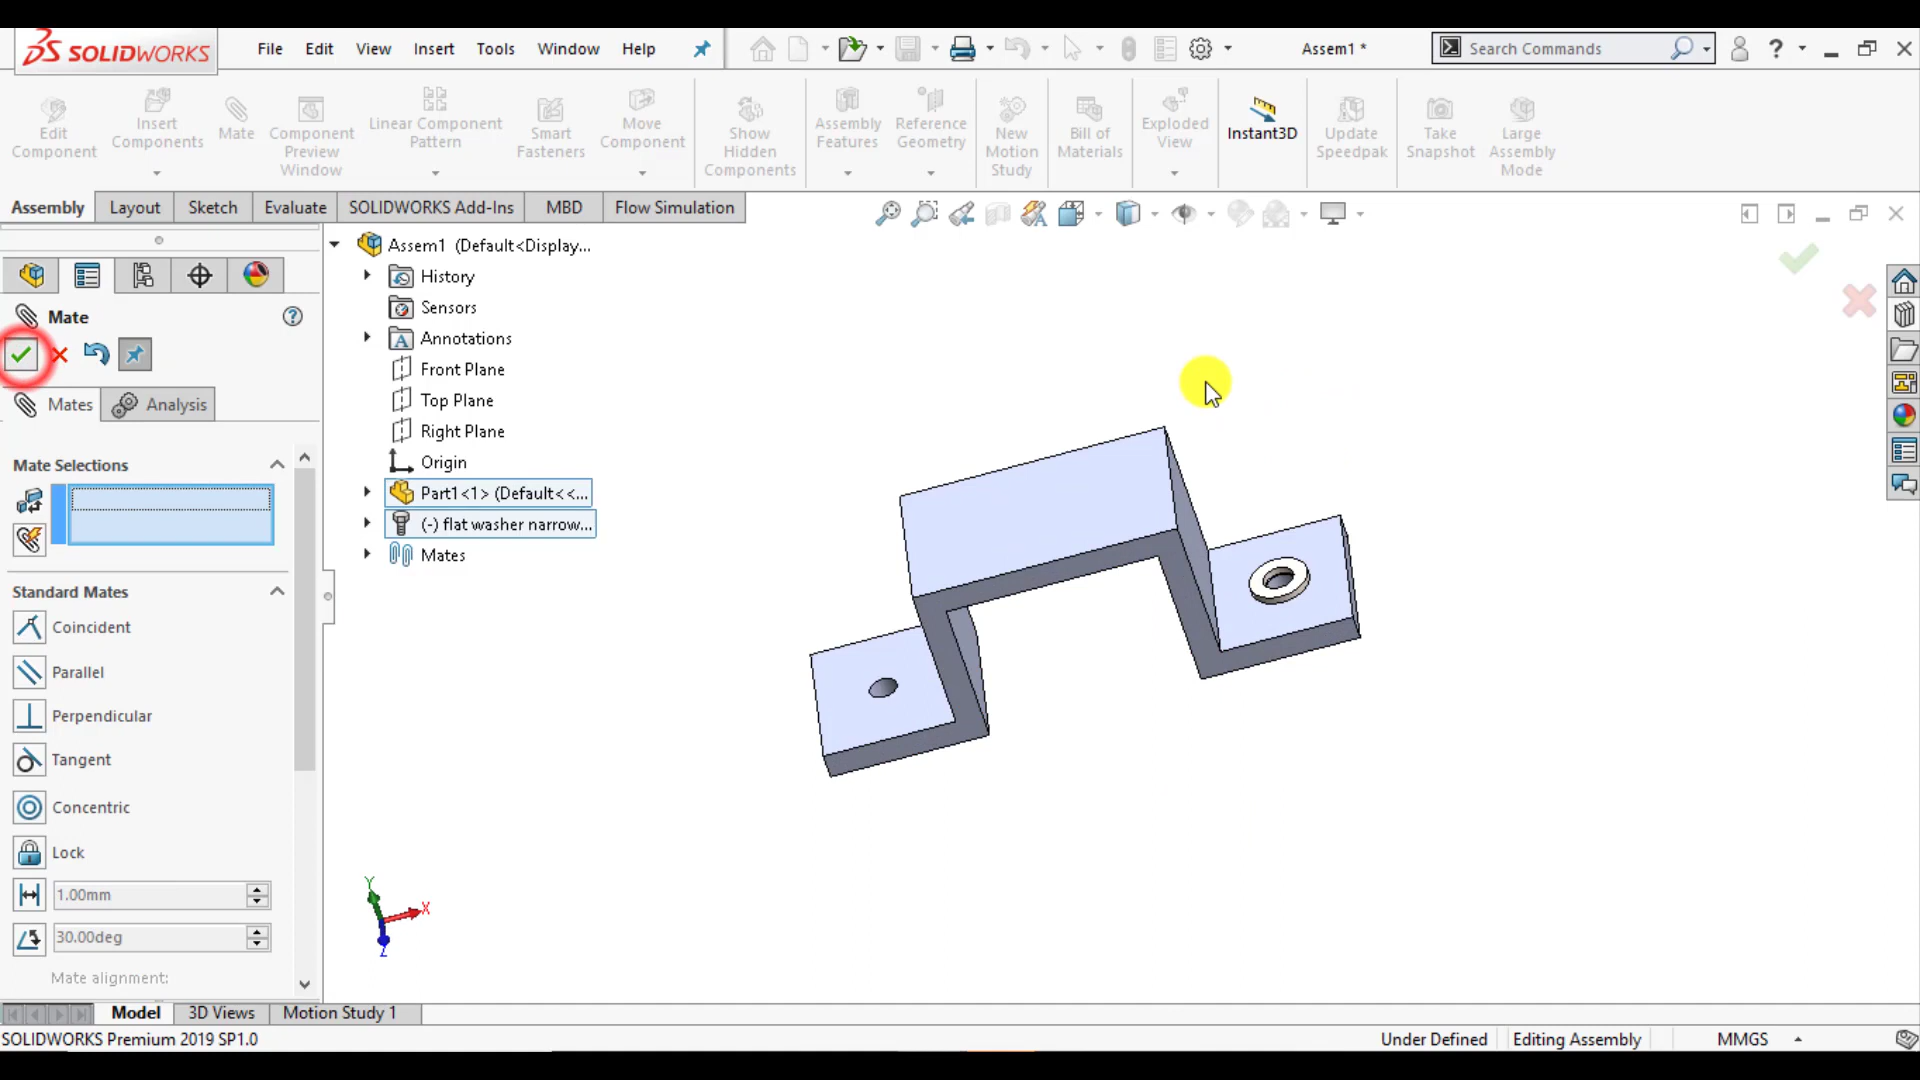 SOLIDWORKS
File Edit View Insert Tools Window Help
Assem1 *
Search Commands
Edit Component
Insert Components
Mate
Component Preview Window
Linear Component Pattern
Smart Fasteners
Move Component
Show Hidden Components
Assembly Features
Reference Geometry
New Motion Study
Bill of Materials
Exploded View
Instant3D
Update Speedpak
Take Snapshot
Large Assembly Mode
Assembly Layout Sketch Evaluate SOLIDWORKS Add-Ins MBD Flow Simulation
Assem1 (Default<Display...
History
Sensors
Annotations
Front Plane
Top Plane
Right Plane
Origin
Part1<1> (Default<<...
(-) flat washer narrow...
Mates
Mate
Mates Analysis
Mate Selections
Standard Mates
Coincident
Parallel
Perpendicular
Tangent
Concentric
Lock
1.00mm
30.00deg
Mate alignment:
Y
X
Z
Model 3D Views Motion Study 1
SOLIDWORKS Premium 2019 SP1.0
Under Defined Editing Assembly MMGS